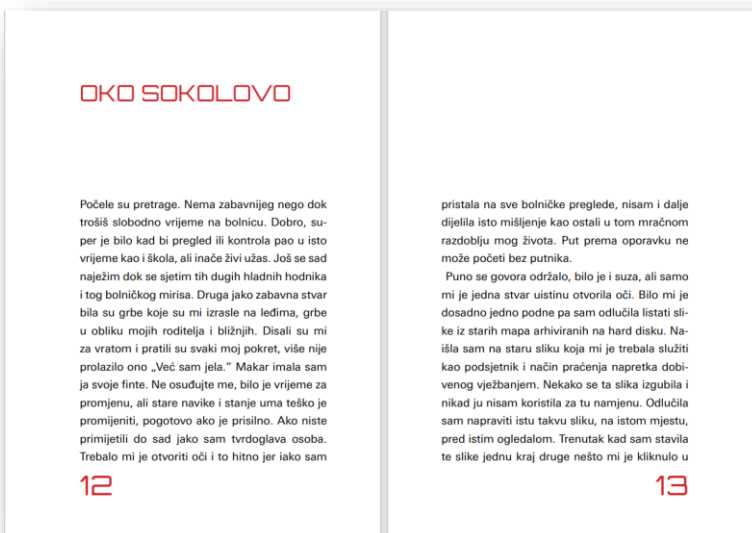 OKO SOKOLOVO
Počele su pretrage. Nema zabavnijeg nego dok
trošiš slobodno vrijeme na bolnicu. Dobro, su-
per je bilo kad bi pregled ili kontrola pao u isto
vrijeme kao i škola, ali inače živi užas. Još se sad
naježim dok se sjetim tih dugih hladnih hodnika
i tog bolničkog mirisa. Druga jako zabavna stvar
bila su grbe koje su mi izrasle na leđima, grbe
u obliku mojih roditelja i bližnjih. Disali su mi
za vratom i pratili su svaki moj pokret, više nije
prolazilo ono „Već sam jela.” Makar imala sam
ja svoje finte. Ne osuđujte me, bilo je vrijeme za
promjenu, ali stare navike i stanje uma teško je
promijeniti, pogotovo ako je prisilno. Ako niste
primijetili do sad jako sam tvrdoglava osoba.
Trebalo mi je otvoriti oči i to hitno jer iako sam
12
pristala na sve bolničke preglede, nisam i dalje
dijelila isto mišljenje kao ostali u tom mračnom
razdoblju mog života. Put prema oporavku ne
može početi bez putnika.
Puno se govora održalo, bilo je i suza, ali samo
mi je jedna stvar uistinu otvorila oči. Bilo mi je
dosadno jedno podne pa sam odlučila listati sli-
ke iz starih mapa arhiviranih na hard disku. Na-
išla sam na staru sliku koja mi je trebala služiti
kao podsjetnik i način praćenja napretka dobi-
venog vježbanjem. Nekako se ta slika izgubila i
nikad ju nisam koristila za tu namjenu. Odlučila
sam napraviti istu takvu sliku, na istom mjestu,
pred istim ogledalom. Trenutak kad sam stavila
te slike jednu kraj druge nešto mi je kliknulo u
13